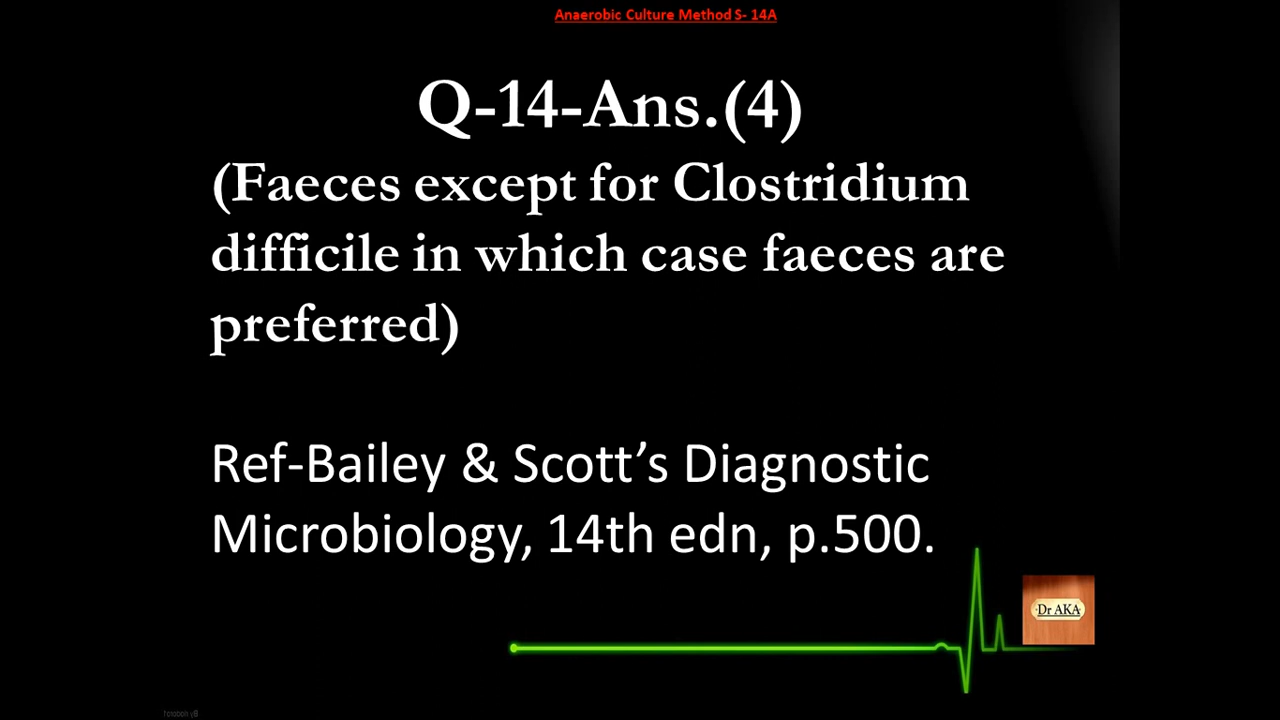 Anaerobic Culture Method S- 14A
Q-14-Ans.(4)
(Faeces except for Clostridium
difficile in which case faeces are
preferred)
Ref-Bailey & Scott’s Diagnostic
Microbiology, 14th edn, p.500.
Dr AKA